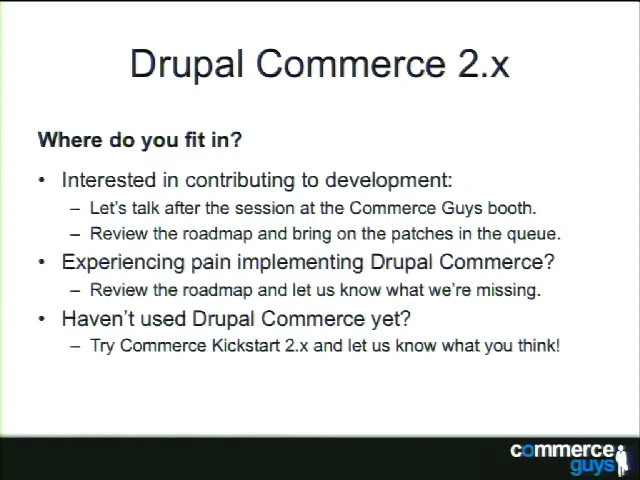 Drupal Commerce 2.x
Where do you fit in?
• Interested in contributing to development:
– Let's talk after the session at the Commerce Guys booth.
– Review the roadmap and bring on the patches in the queue.
• Experiencing pain implementing Drupal Commerce?
– Review the roadmap and let us know what we're missing.
• Haven't used Drupal Commerce yet?
– Try Commerce Kickstart 2.x and let us know what you think!
commerce
guys